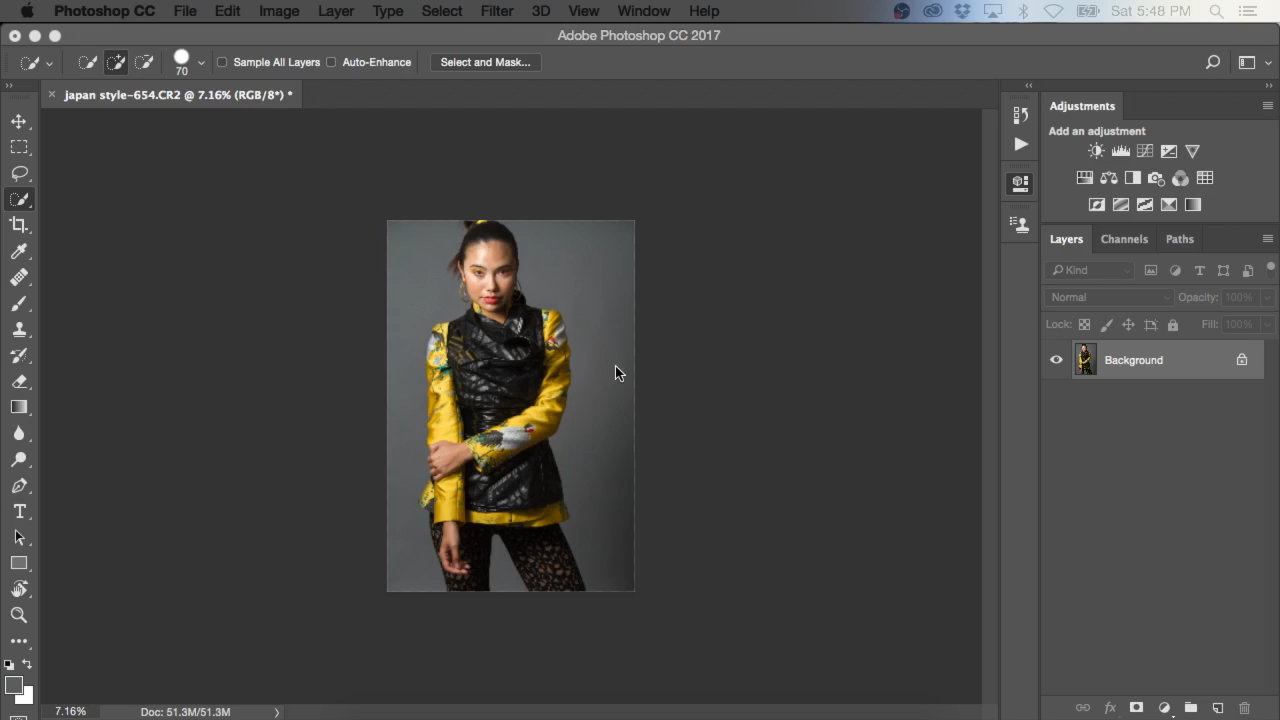 Photoshop CC File Edit Image Layer Type Select Filter 3D View Window Help Sat 5:48 PM
Adobe Photoshop CC 2017
70 Sample All Layers Auto-Enhance Select and Mask...
× japan style-654.CR2 @ 7.16% (RGB/8*) *
Adjustments
Add an adjustment
Layers Channels Paths
Kind
Normal Opacity: 100%
Lock: Fill: 100%
Background
7.16% Doc: 51.3M/51.3M